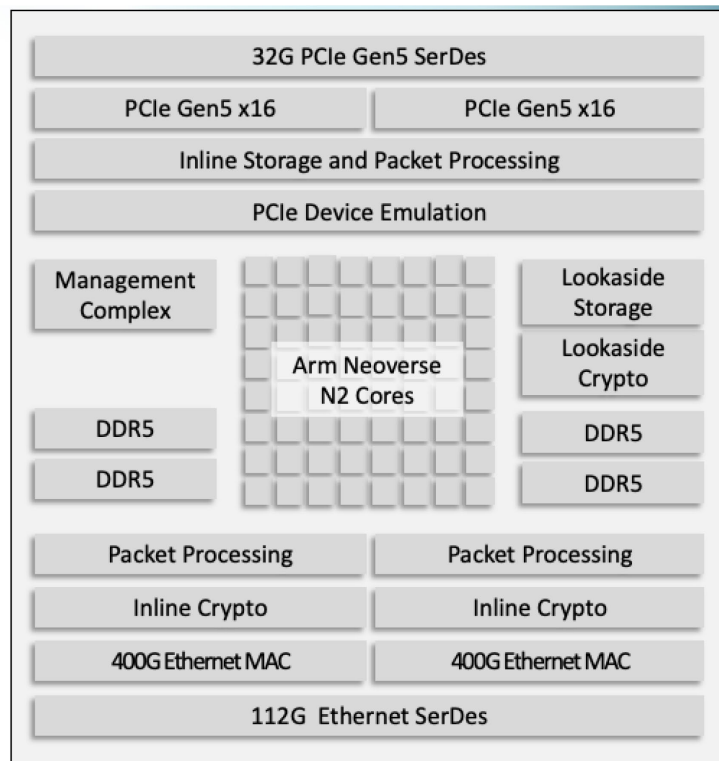 32G PCIe Gen5 SerDes
PCIe Gen5 x16
PCIe Gen5 x16
Inline Storage and Packet Processing
PCIe Device Emulation
Management
Complex
Arm Neoverse
N2 Cores
Lookaside
Storage
Lookaside
Crypto
DDR5
DDR5
DDR5
DDR5
Packet Processing
Packet Processing
Inline Crypto
Inline Crypto
400G Ethernet MAC
400G Ethernet MAC
112G Ethernet SerDes